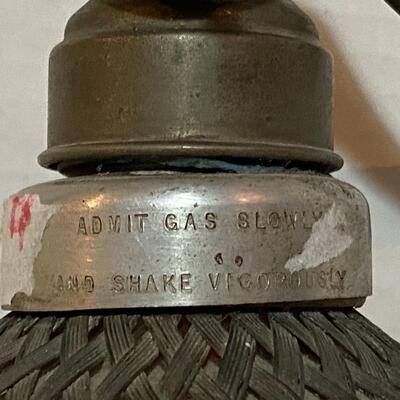 ADMIT GAS SLOWLY
AND SHAKE VIGOROUSLY